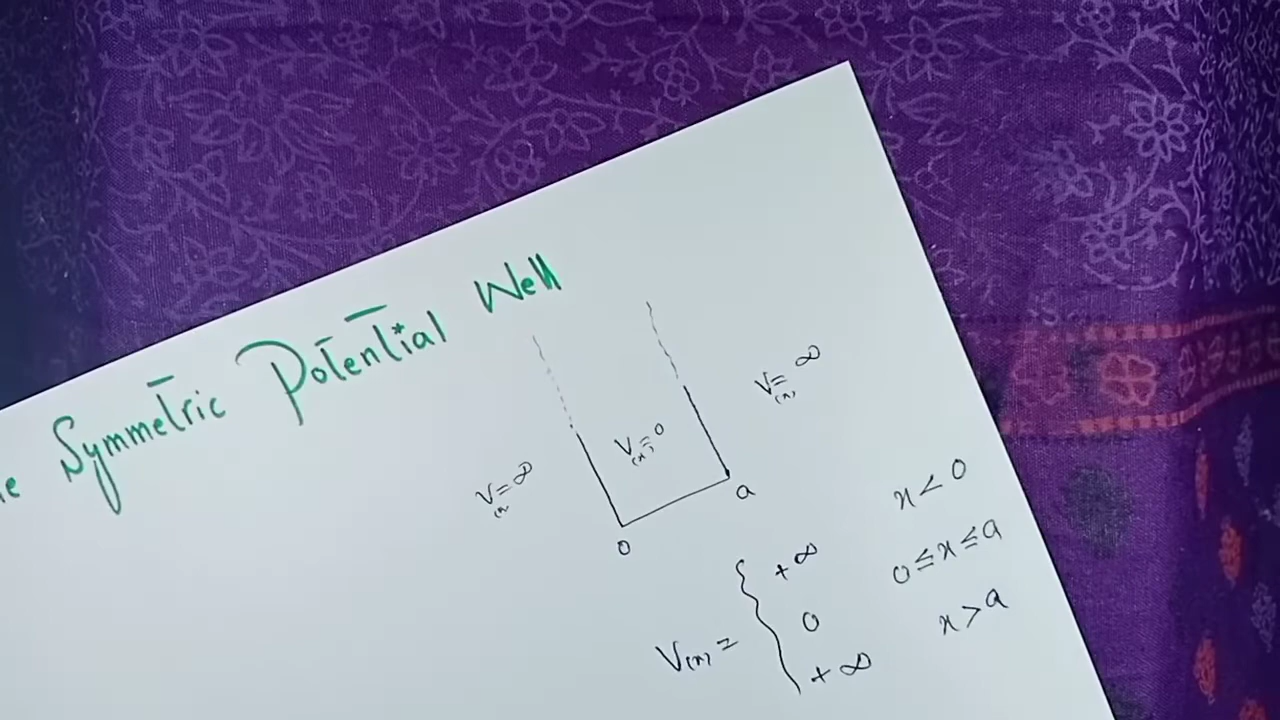 Symmetric Potential Well
V(x)=∞
V(x)=0
V(x)=∞
0
a
V(x) = { +∞ x<0
0 0≤x≤a
+∞ x>a